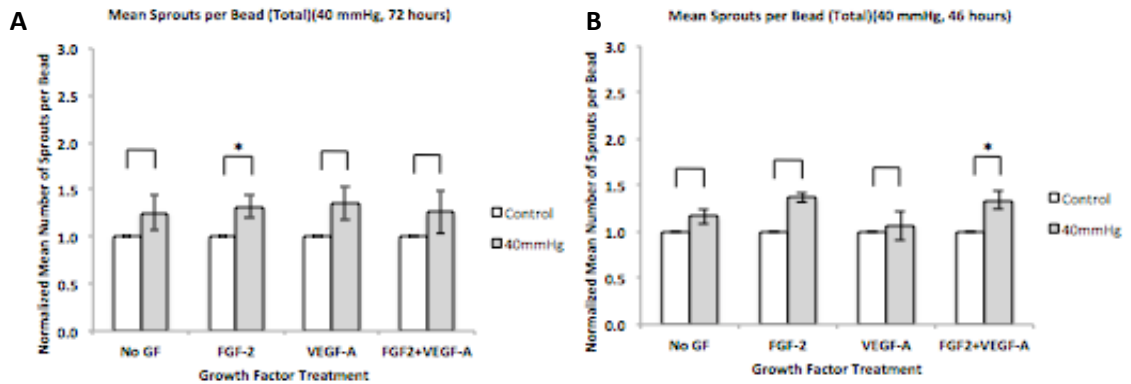 A
Mean Sprouts per Bead (Total)(40 mmHg, 72 hours)
Normalized Mean Number of Sprouts per Bead
3.0
2.5
2.0
1.5
1.0
0.5
0.0
*
No GF
FGF-2
VEGF-A
FGF2+VEGF-A
Growth Factor Treatment
Control
40mmHg
B
Mean Sprouts per Bead (Total)(40 mmHg, 46 hours)
Normalized Mean Number of Sprouts per Bead
3.0
2.5
2.0
1.5
1.0
0.5
0.0
*
No GF
FGF-2
VEGF-A
FGF2+VEGF-A
Growth Factor Treatment
Control
40mmHg